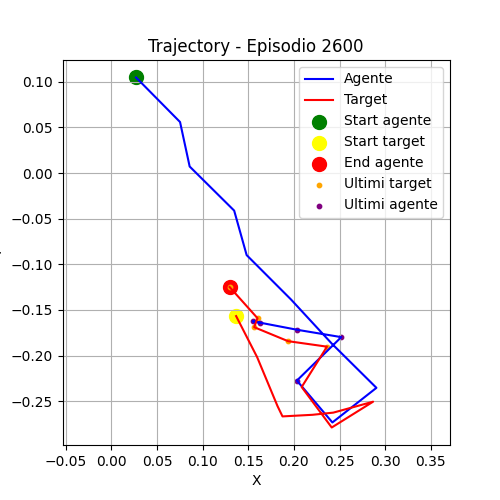 Trajectory - Episodio 2600
Agente
Target
Start agente
Start target
End agente
Ultimi target
Ultimi agente
0.10
0.05
0.00
−0.05
−0.10
−0.15
−0.20
−0.25
−0.05
0.00
0.05
0.10
0.15
0.20
0.25
0.30
0.35
X